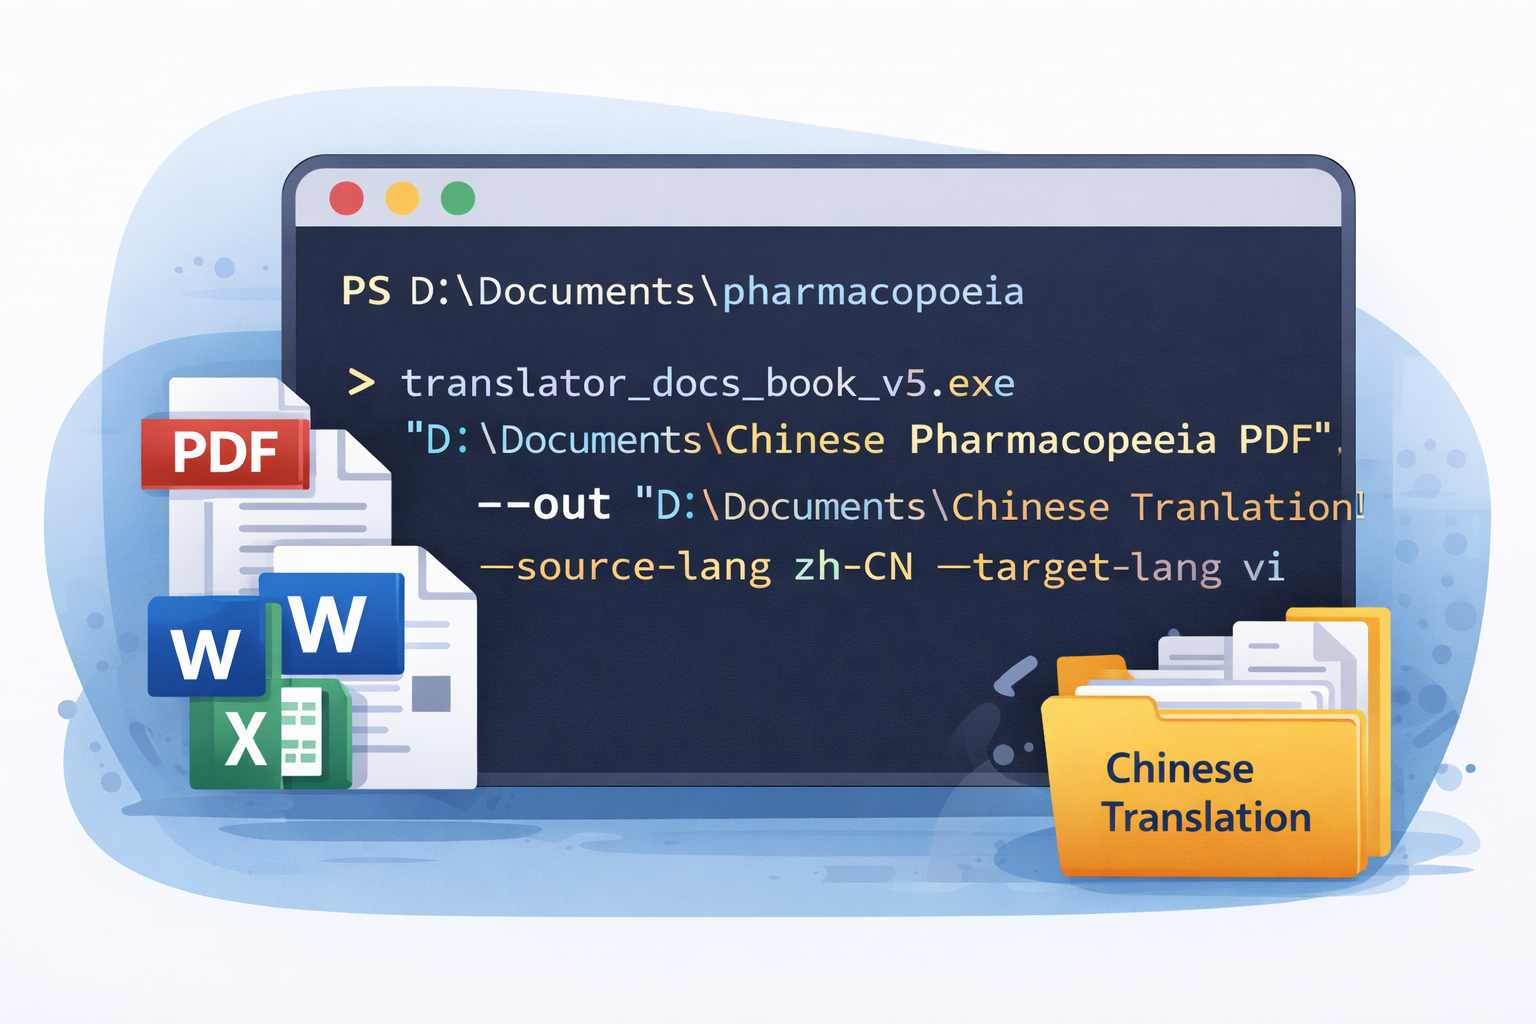 PS D:\Documents\pharmacopoeia
> translator_docs_book_v5.exe
"D:\Documents\Chinese Pharmacopeeia PDF",
--out "D:\Documents\Chinese Tranlation!
—source-lang zh-CN —target-lang vi
PDF
W
W
X
Chinese
Translation